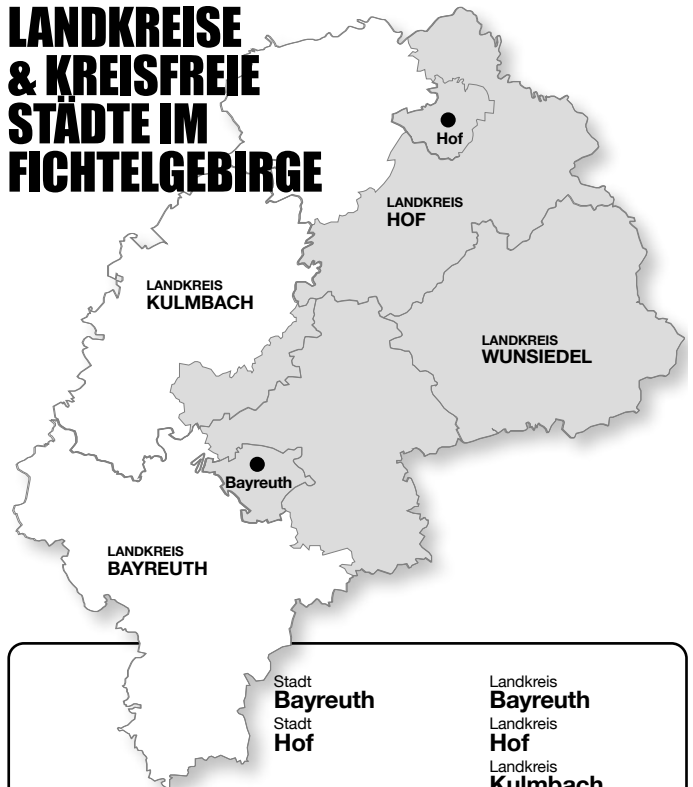 LANDKREISE
& KREISFREIE
STÄDTE IM
FICHTELGEBIRGE
Hof
LANDKREIS
HOF
LANDKREIS
KULMBACH
LANDKREIS
WUNSIEDEL
Bayreuth
LANDKREIS
BAYREUTH
Stadt
Bayreuth
Stadt
Hof
Landkreis
Bayreuth
Landkreis
Hof
Landkreis
Kulmbach